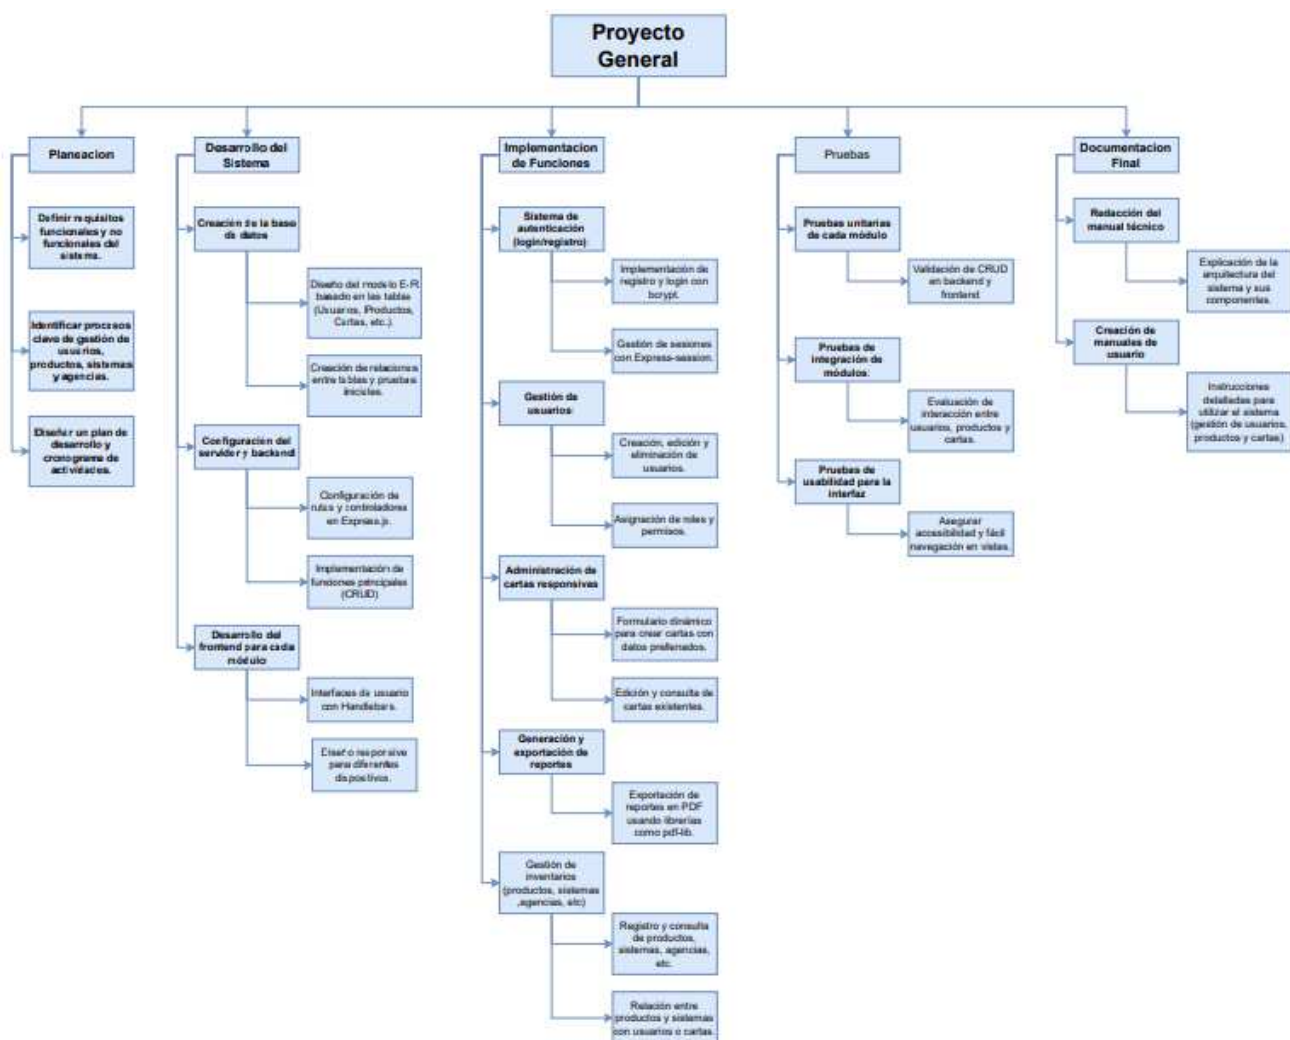 Proyecto
General
Planeacion
Definir requisitos
funcionales y no
funcionales del
sistema.
Identificar procesos
clave de gestión de
usuarios,
productos, sistemas
y agencias.
Diseñar un plan de
desarrollo y
cronograma de
actividades.
Desarrollo del
Sistema
Creación de la base
de datos
Diseño del modelo E-R
basado en las tablas
(Usuarios, Productos,
Cartas, etc.).
Creación de relaciones
entre tablas y pruebas
iniciales.
Configuración del
servidor y backend
Configuración de
rutas y controladores
en Express.js.
Implementación de
funciones principales
(CRUD)
Desarrollo del
frontend para cada
módulo
Interfaces de usuario
con Handlebars.
Diseño responsive
para diferentes
dispositivos.
Implementacion
de Funciones
Sistema de
autenticación
(login/registro)
Implementación de
registro y login con
bcrypt.
Gestión de sesiones
con Express-session.
Gestión de
usuarios
Creación, edición y
eliminación de
usuarios.
Asignación de roles y
permisos.
Administración de
cartas responsivas
Formulario dinámico
para crear cartas con
datos prellenados.
Edición y consulta de
cartas existentes.
Generación y
exportación de
reportes
Exportación de
reportes en PDF
usando librerías
como pdf-lib.
Gestión de
inventarios
(productos, sistemas
,agencias, etc)
Registro y consulta
de productos,
sistemas, agencias,
etc.
Relación entre
productos y sistemas
con usuarios o cartas.
Pruebas
Pruebas unitarias
de cada módulo
Validación de CRUD
en backend y
frontend.
Pruebas de
integración de
módulos
Evaluación de
interacción entre
usuarios, productos y
cartas.
Pruebas de
usabilidad para la
interfaz
Asegurar
accesibilidad y fácil
navegación en vistas.
Documentacion
Final
Redacción del
manual técnico
Explicación de la
arquitectura del
sistema y sus
componentes.
Creación de
manuales de
usuario
Instrucciones
detalladas para
utilizar el sistema
(gestión de usuarios,
productos y cartas)